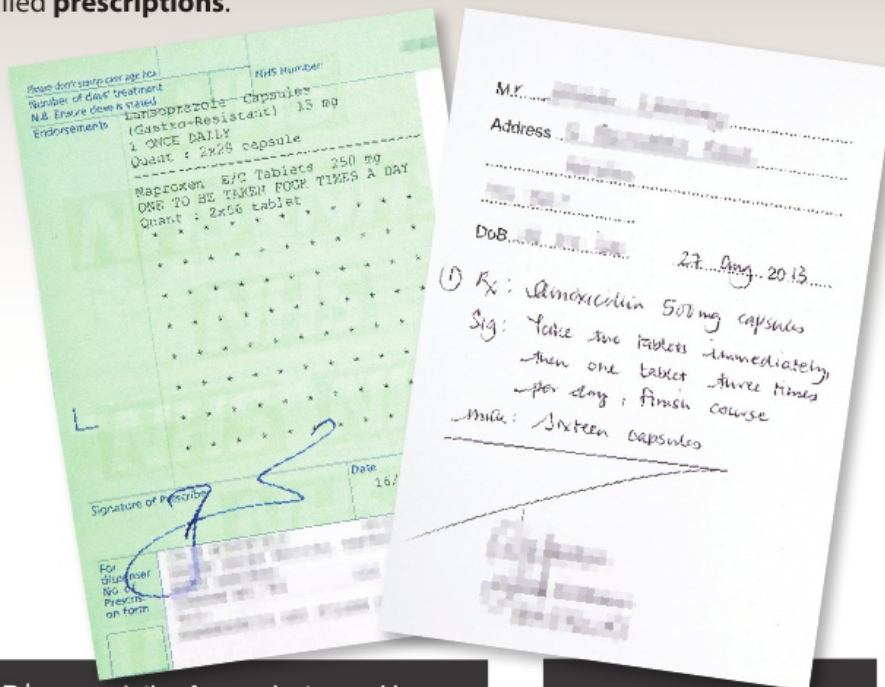 called prescriptions.
Please don't stamp over age box
Number of days' treatment
N.B. Ensure dose is stated
NHS Number:
Endorsements
Lansoprazole Capsules
(Gastro-Resistant) 15 mg
1 ONCE DAILY
Quant : 2x28 capsule
Naproxen E/C Tablets 250 mg
ONE TO BE TAKEN FOUR TIMES A DAY
Quant : 2x56 tablet
Signature of Prescriber
Date
16/
For
dispenser
No. of
Prescns.
on form
Mr
Address
DoB
27 Aug 2013
① Rx: Amoxicillin 500mg capsules
Sig: Take two tablets immediately,
then one tablet three times
per day; finish course
Mitte: Sixteen capsules